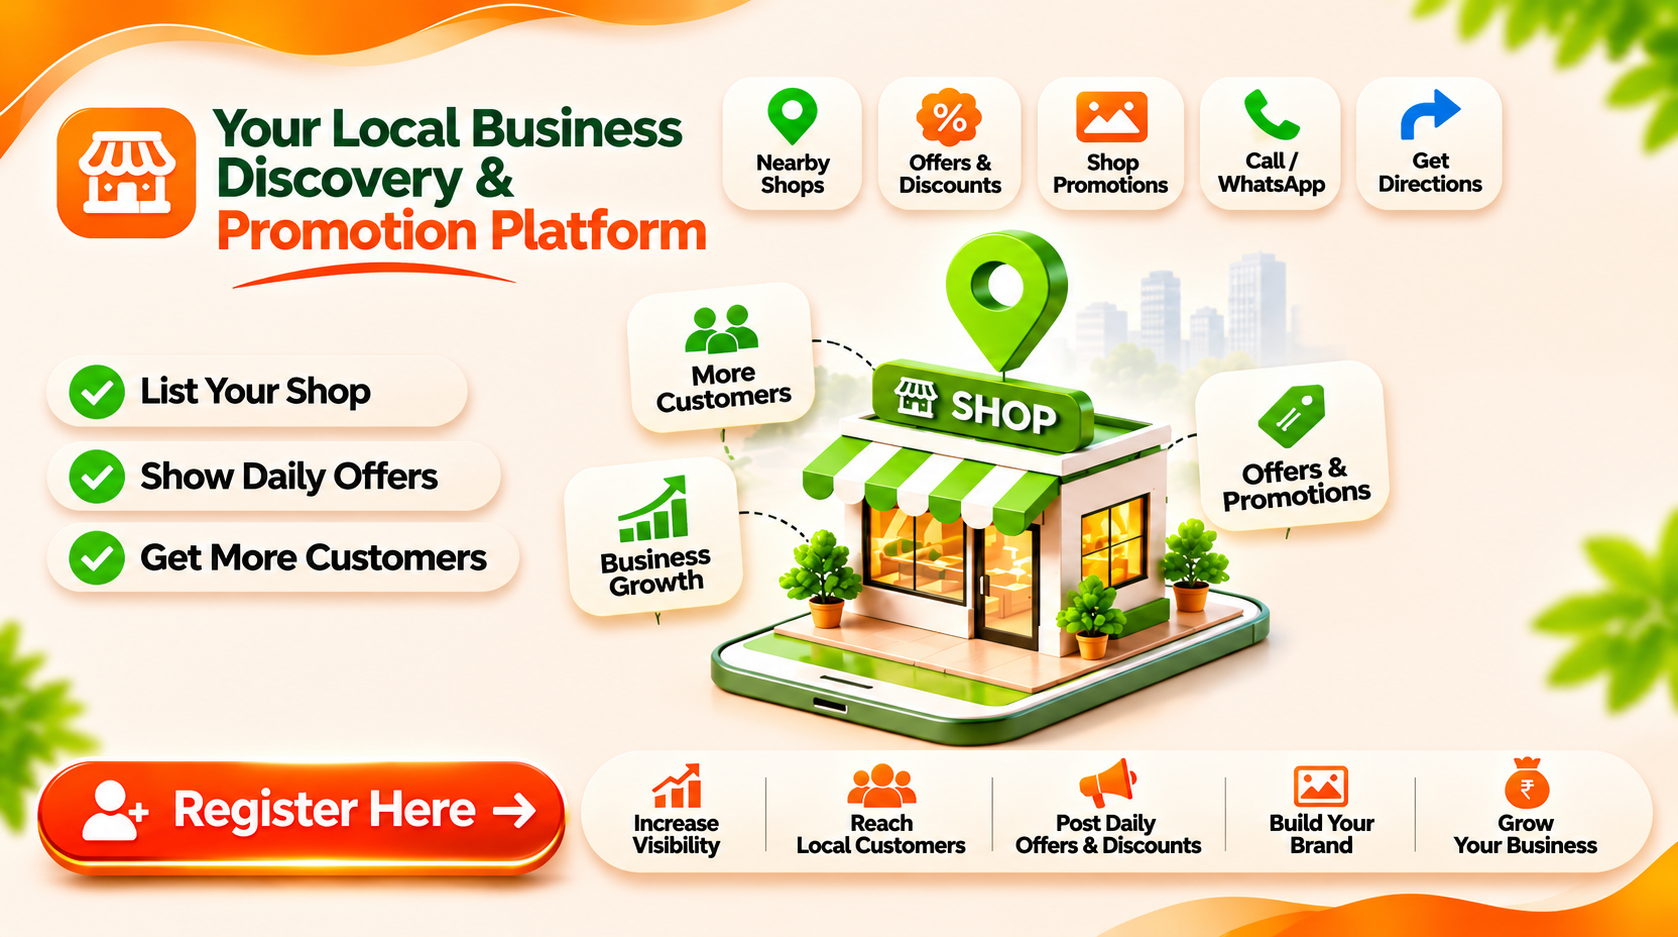 Your Local Business
Discovery &
Promotion Platform
Nearby
Shops
%
Offers &
Discounts
Shop
Promotions
Call /
WhatsApp
Get
Directions
List Your Shop
Show Daily Offers
Get More Customers
More
Customers
Business
Growth
SHOP
Offers &
Promotions
Register Here →
Increase
Visibility
Reach
Local Customers
Post Daily
Offers & Discounts
Build Your
Brand
₹
Grow
Your Business